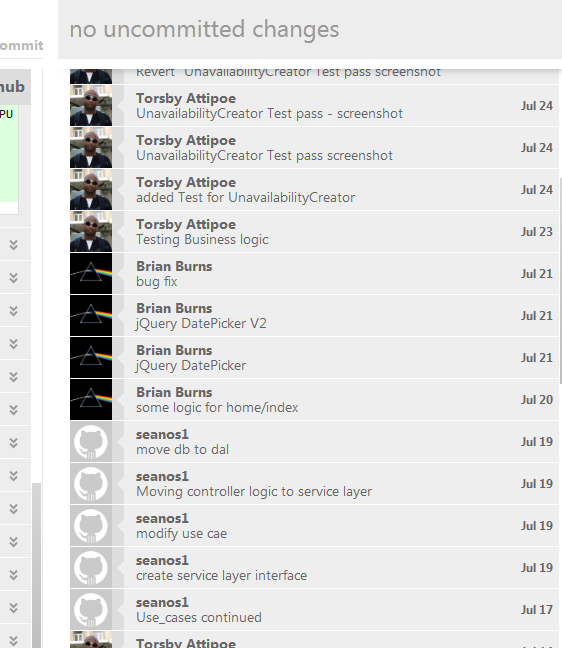 no uncommitted changes
ommit
hub
PU
Revert "UnavailabilityCreator Test pass screenshot
Torsby Attipoe
UnavailabilityCreator Test pass - screenshot
Jul 24
Torsby Attipoe
UnavailabilityCreator Test pass screenshot
Jul 24
Torsby Attipoe
added Test for UnavailabilityCreator
Jul 24
Torsby Attipoe
Testing Business logic
Jul 23
Brian Burns
bug fix
Jul 21
Brian Burns
jQuery DatePicker V2
Jul 21
Brian Burns
jQuery DatePicker
Jul 21
Brian Burns
some logic for home/index
Jul 20
seanos1
move db to dal
Jul 19
seanos1
Moving controller logic to service layer
Jul 19
seanos1
modify use cae
Jul 19
seanos1
create service layer interface
Jul 19
seanos1
Use_cases continued
Jul 17
Torsby Attipoe